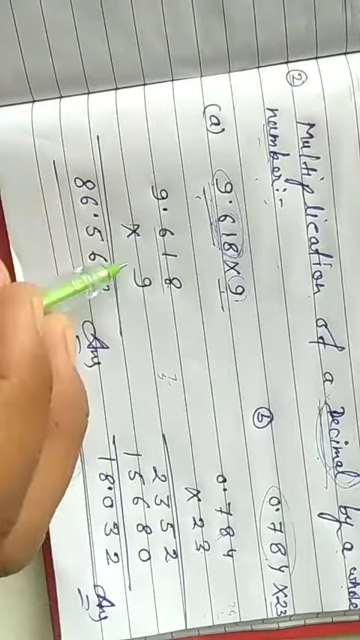 ② Multiplication of a Decimal by a whole
number:-
(a) 9.618×9
9.618
× 9
86.56 Ans
(b) 0.784×23
0.784
×23
2352
15680
18032 Ans